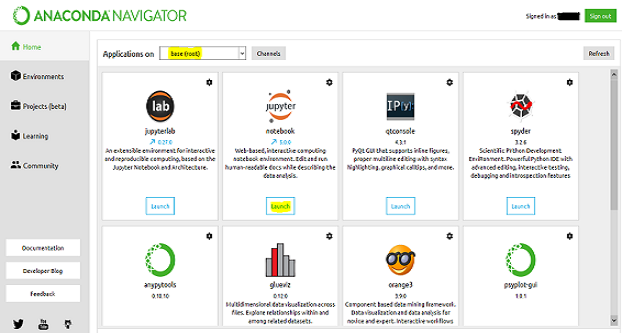 ANACONDA NAVIGATOR
Signed in as
Sign out
Home
Environments
Projects (beta)
Learning
Community
Documentation
Developer Blog
Feedback
Applications on
base (root)
Channels
Refresh
lab
jupyterlab
0.27.0
An extensible environment for interactive
and reproducible computing, based on the
Jupyter Notebook and Architecture.
Launch
jupyter
notebook
5.0.0
Web-based, interactive computing
notebook environment. Edit and run
human-readable docs while describing the
data analysis.
Launch
IP[y]:
qtconsole
4.3.1
PyQt GUI that supports inline figures,
proper multiline editing with syntax
highlighting, graphical calltips, and more.
Launch
spyder
3.2.6
Scientific PYthon Development
EnviRonment. Powerful Python IDE with
advanced editing, interactive testing,
debugging and introspection features
Launch
anypytools
0.10.10
glueviz
0.12.0
Multidimensional data visualization across
files. Explore relationships within and
among related datasets.
orange3
3.9.0
Component based data mining framework.
Data visualization and data analysis for
novice and expert. Interactive workflows
psyplot-gui
1.0.1